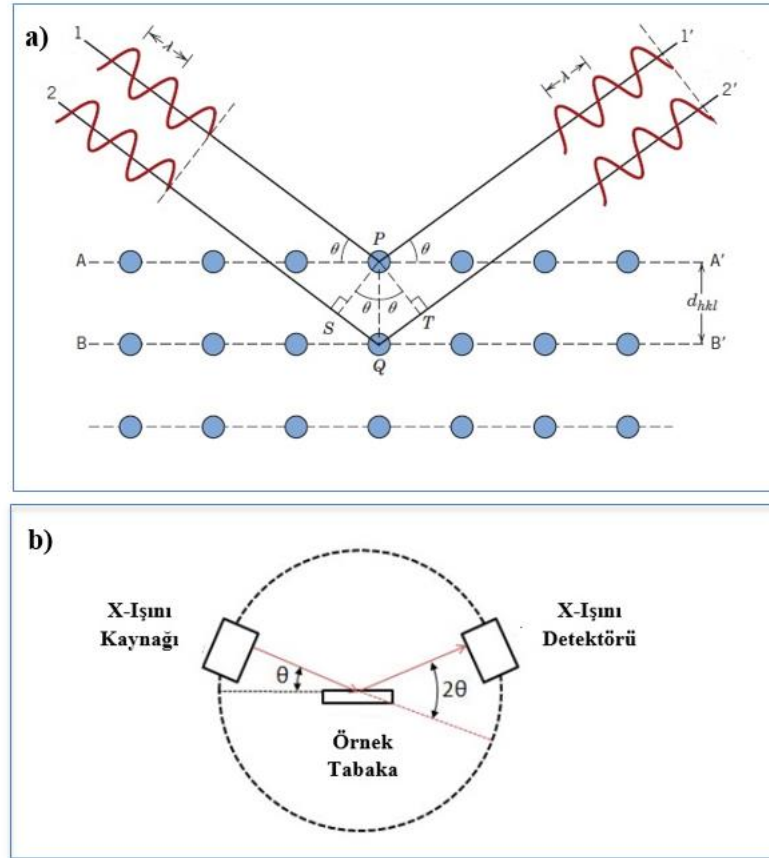 a)
1
λ
λ
1'
2
2'
P
θ
θ
A
A'
d_hkl
S
θ
θ
T
B
B'
Q
b)
X-Işını
Kaynağı
X-Işını
Detektörü
θ
2θ
Örnek
Tabaka